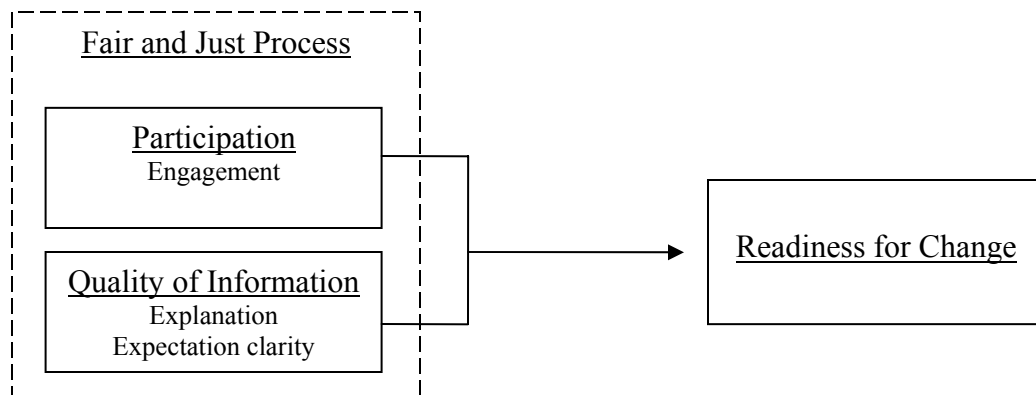 Fair and Just Process
Participation
Engagement
Quality of Information
Explanation
Expectation clarity
Readiness for Change